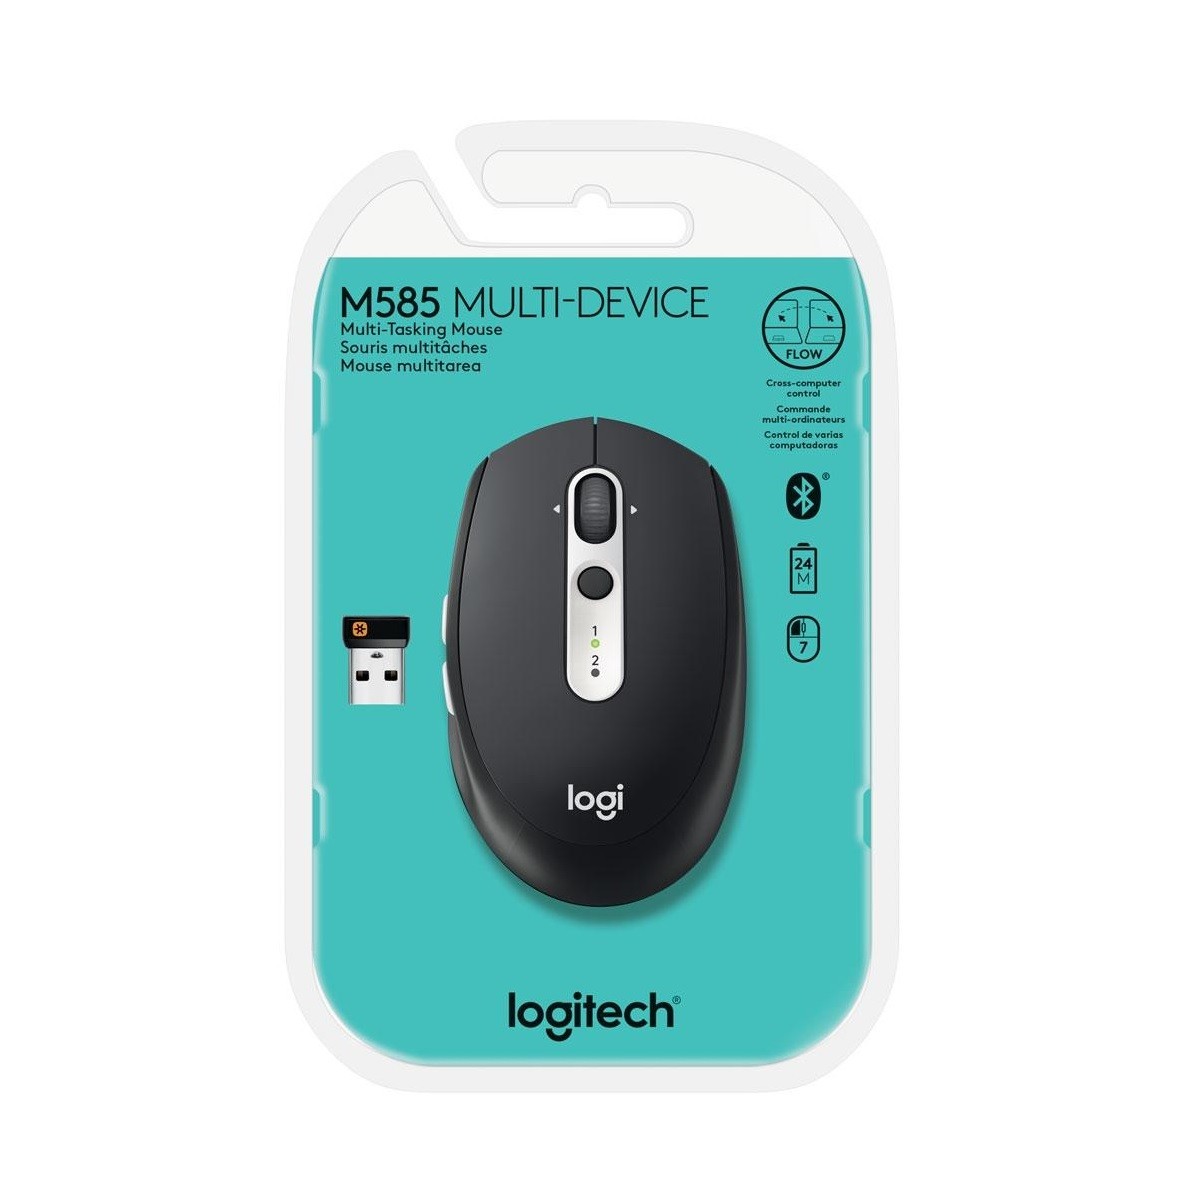 M585 MULTI-DEVICE
Multi-Tasking Mouse
Souris multitâches
Mouse multitarea
FLOW
Cross-computer
control
Commande
multi-ordinateurs
Control de varias
computadoras
®
24
M
7
1
2
logi
logitech®